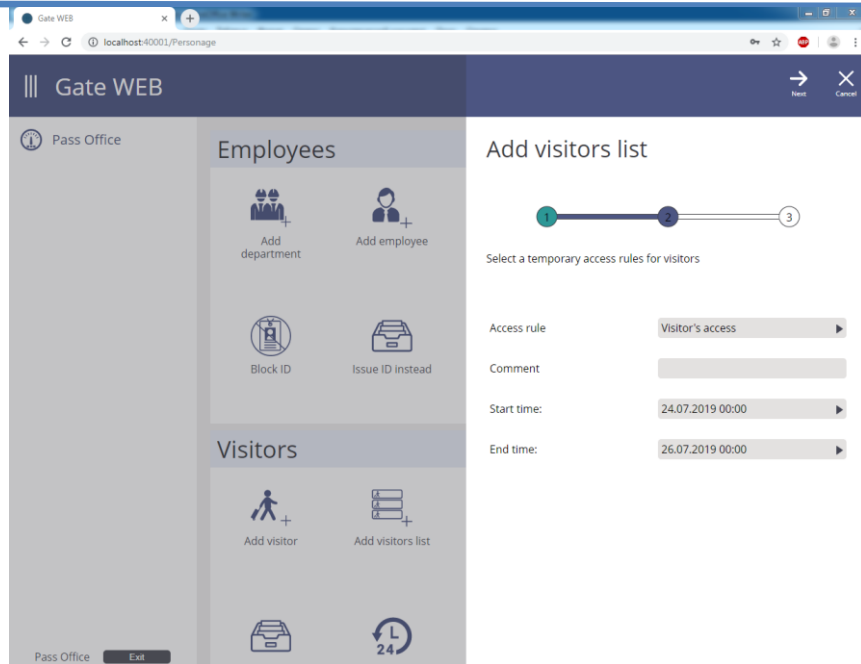 Gate WEB
localhost:40001/Personage
ABP
Gate WEB
Next
Cancel
Pass Office
Employees
Add
department
Add employee
Block ID
Issue ID instead
Visitors
Add visitor
Add visitors list
L
24
Pass Office
Exit
Add visitors list
1
2
3
Select a temporary access rules for visitors
Access rule
Visitor's access
Comment
Start time:
24.07.2019 00:00
End time:
26.07.2019 00:00